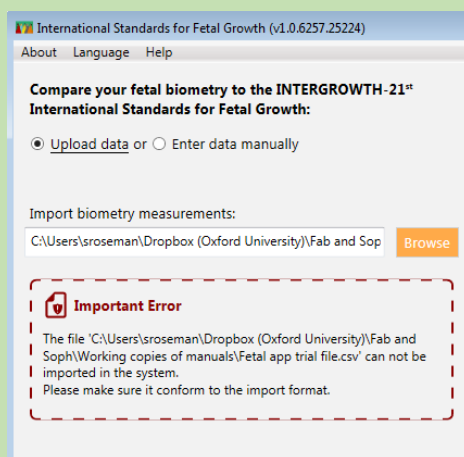 International Standards for Fetal Growth (v1.0.6257.25224)
About Language Help
Compare your fetal biometry to the INTERGROWTH-21st
International Standards for Fetal Growth:
Upload data or Enter data manually
Import biometry measurements:
C:\Users\sroseman\Dropbox (Oxford University)\Fab and Sop Browse
Important Error
The file 'C:\Users\sroseman\Dropbox (Oxford University)\Fab and
Soph\Working copies of manuals\Fetal app trial file.csv' can not be
imported in the system.
Please make sure it conform to the import format.